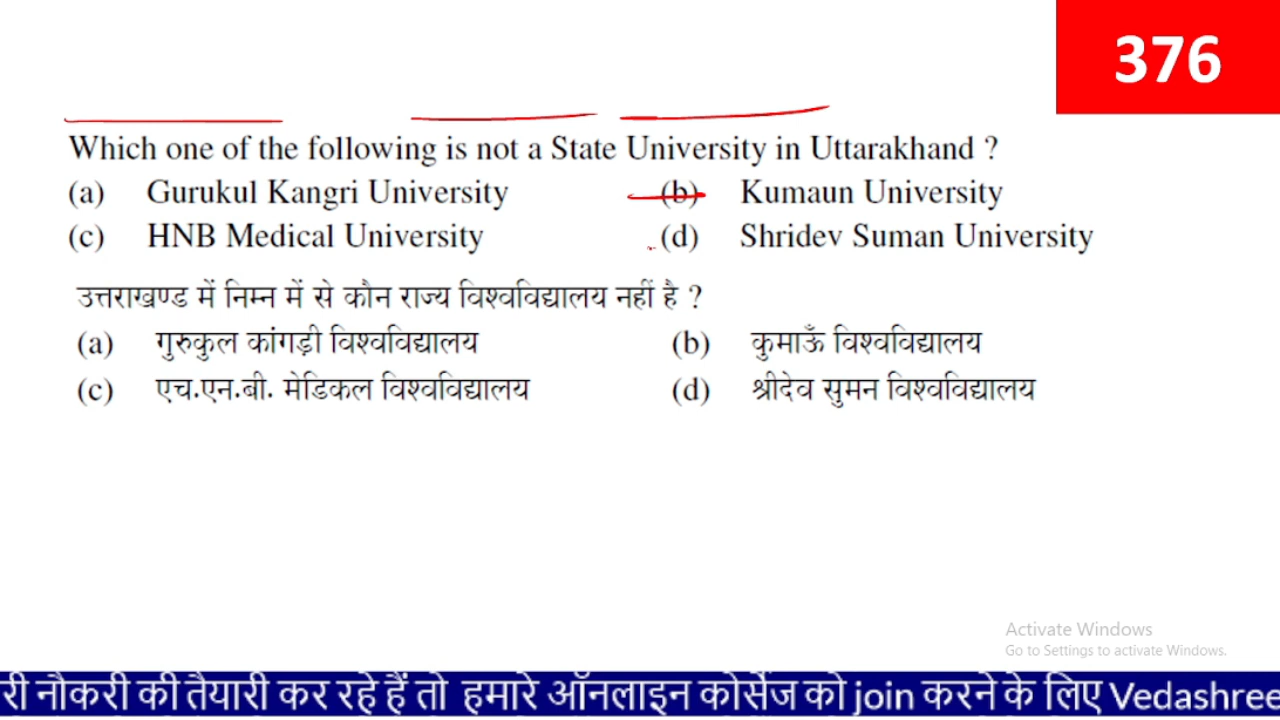 376
Which one of the following is not a State University in Uttarakhand ?
(a) Gurukul Kangri University (b) Kumaun University
(c) HNB Medical University (d) Shridev Suman University
उत्तराखण्ड में निम्न में से कौन राज्य विश्वविद्यालय नहीं है ?
(a) गुरुकुल कांगड़ी विश्वविद्यालय (b) कुमाऊँ विश्वविद्यालय
(c) एच.एन.बी. मेडिकल विश्वविद्यालय (d) श्रीदेव सुमन विश्वविद्यालय
Activate Windows
Go to Settings to activate Windows.
री नौकरी की तैयारी कर रहे हैं तो हमारे ऑनलाइन कोर्सेज को join करने के लिए Vedashree